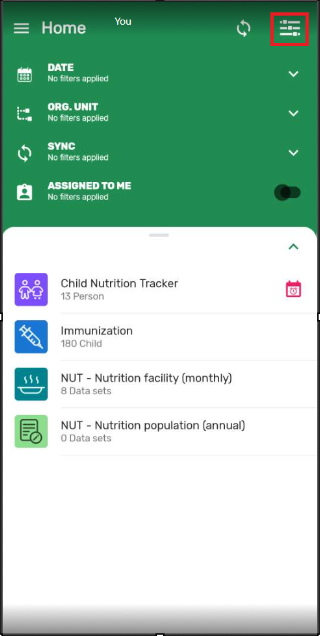 Home
You
DATE
No filters applied
ORG. UNIT
No filters applied
SYNC
No filters applied
ASSIGNED TO ME
No filters applied
Child Nutrition Tracker
13 Person
Immunization
180 Child
NUT - Nutrition facility (monthly)
8 Data sets
NUT - Nutrition population (annual)
0 Data sets